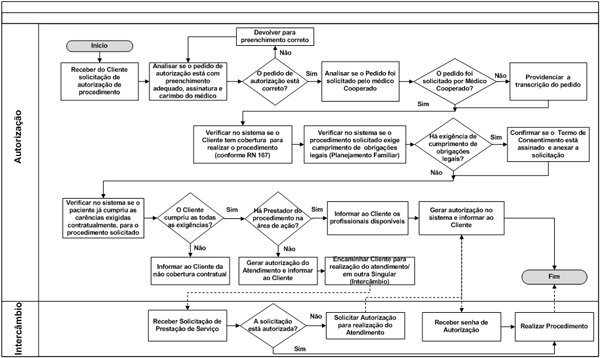 Autorização
Início
Receber do Cliente
solicitação de
autorização de
procedimento
Analisar se o pedido de
autorização está com
preenchimento
adequado, assinatura e
carimbo do médico
Devolver para
preenchimento correto
Não
O pedido de
autorização está
correto?
Sim
Analisar se o Pedido foi
solicitado pelo médico
Cooperado
O pedido foi
solicitado por Médico
Cooperado?
Não
Providenciar a
transcrição do pedido
Sim
Verificar no sistema se o
Cliente tem cobertura para
realizar o procedimento
(conforme RN 167)
Verificar no sistema se o
procedimento solicitado exige
cumprimento de obrigações
legais (Planejamento Familiar)
Há exigência de
cumprimento de
obrigações
legais?
Sim
Confirmar se o Termo de
Consentimento está
assinado e anexar a
solicitação
Não
Verificar no sistema se o
paciente já cumpriu as
carências exigidas
contratualmente, para o
procedimento solicitado
O Cliente
cumpriu as todas
as exigências?
Sim
Não
Informar ao Cliente da
não cobertura contratual
Há Prestador do
procedimento na
área de ação?
Sim
Não
Informar ao Cliente os
profissionais disponíveis
Gerar autorização no
sistema e informar ao
Cliente
Gerar autorização do
Atendimento e informar
ao Cliente
Encaminhar Cliente para
realização do atendimento/
em outra Singular
(Intercâmbio)
Fim
Intercâmbio
Receber Solicitação de
Prestação de Serviço
A solicitação
está autorizada?
Não
Solicitar Autorização
para realização do
Atendimento
Receber senha de
Autorização
Realizar Procedimento
Sim